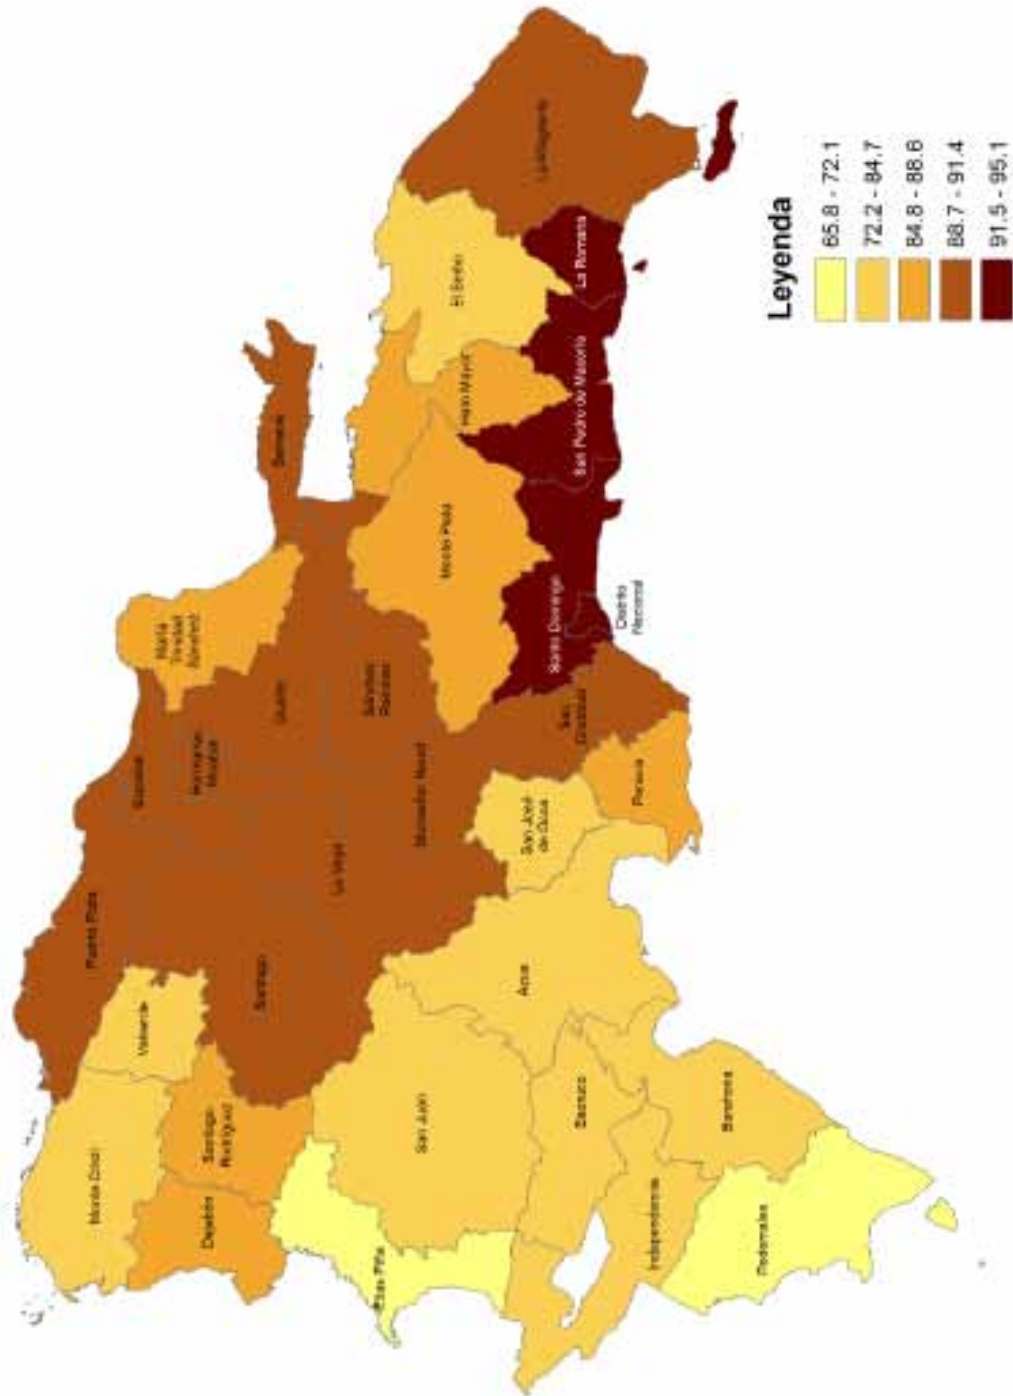 Puerto Plata
Espaillat
María
Trinidad
Sánchez
Samaná
Monte Cristi
Valverde
Hermanas
Mirabal
Duarte
Dajabón
Santiago
Rodríguez
Santiago
La Vega
Sánchez
Ramírez
Monseñor Nouel
Monte Plata
Hato Mayor
El Seibo
La Altagracia
Elías Piña
San Juan
Azua
San José
de Ocoa
San
Cristóbal
Santo Domingo
San Pedro de Macorís
La Romana
Distrito
Nacional
Peravia
Baoruco
Independencia
Barahona
Pedernales
Leyenda
65.8 - 72.1
72.2 - 84.7
84.8 - 88.6
88.7 - 91.4
91.5 - 95.1